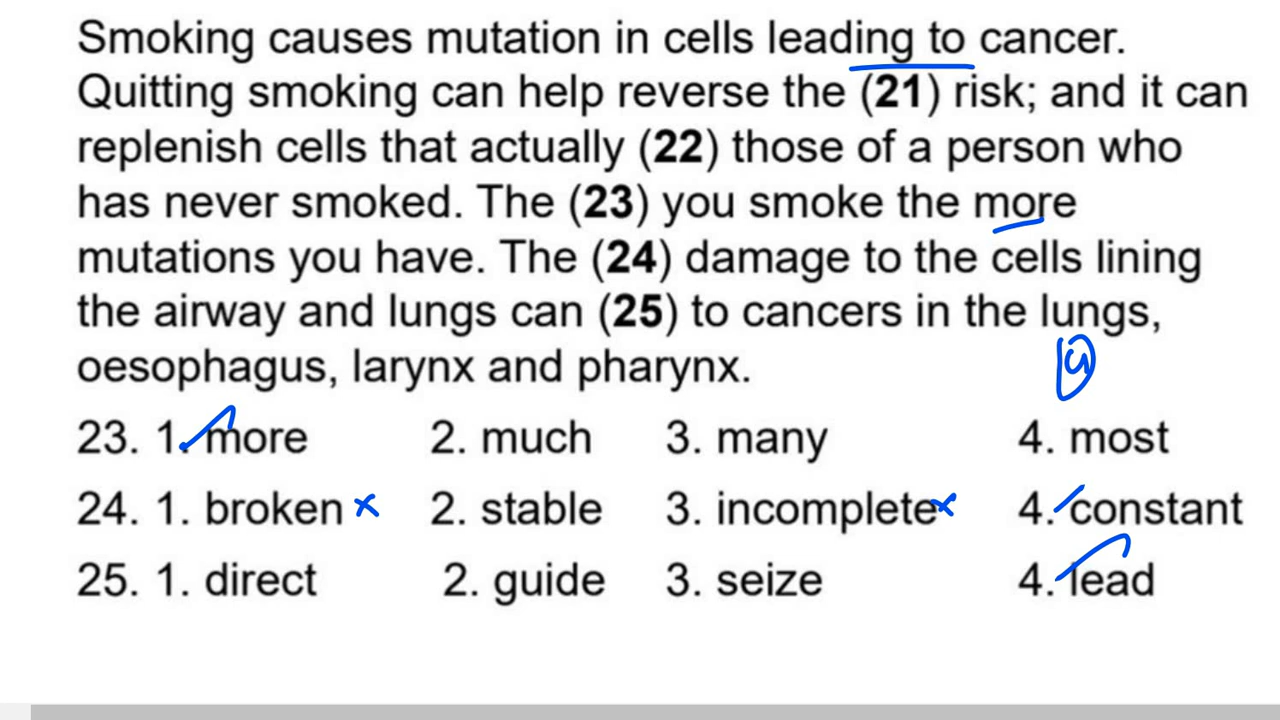 Smoking causes mutation in cells leading to cancer.
Quitting smoking can help reverse the (21) risk; and it can
replenish cells that actually (22) those of a person who
has never smoked. The (23) you smoke the more
mutations you have. The (24) damage to the cells lining
the airway and lungs can (25) to cancers in the lungs,
oesophagus, larynx and pharynx.
23. 1. more 2. much 3. many 4. most
24. 1. broken 2. stable 3. incomplete 4. constant
25. 1. direct 2. guide 3. seize 4. lead